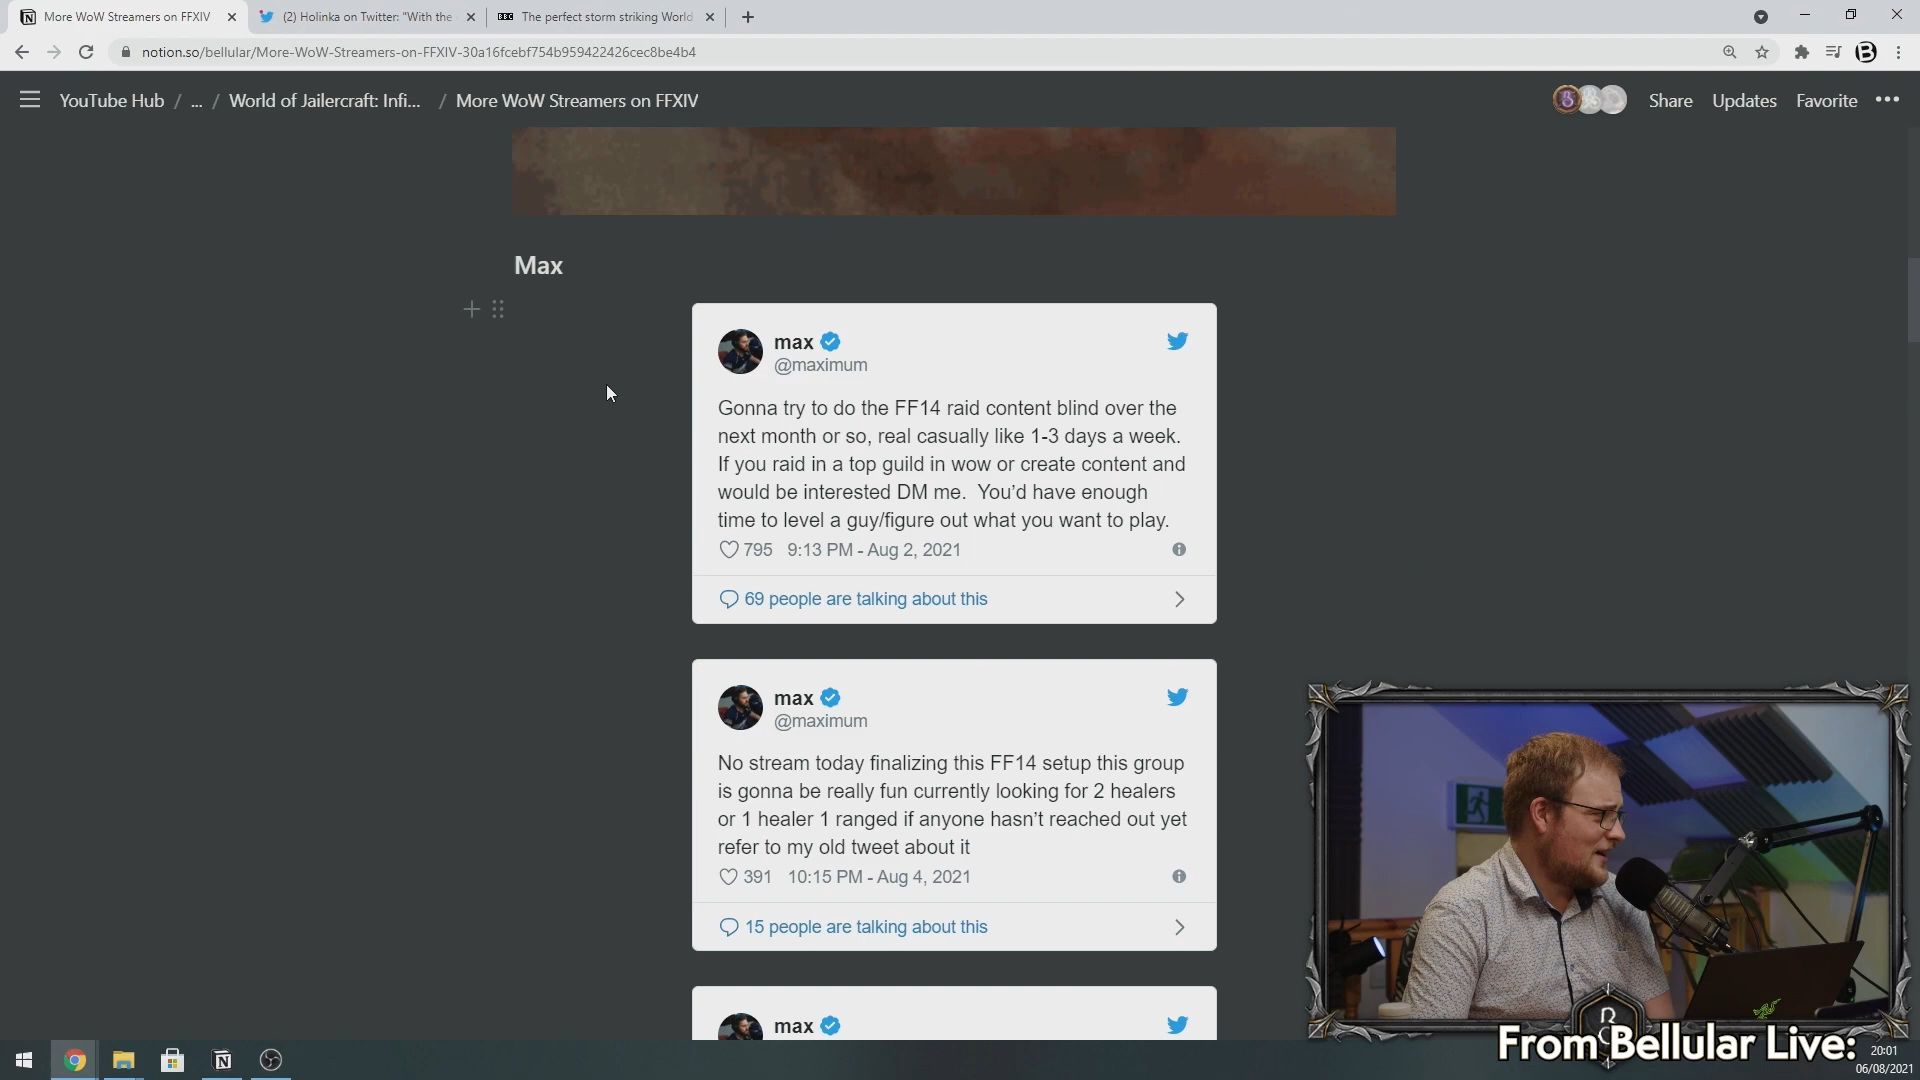 More WoW Streamers on FFXIV
(2) Holinka on Twitter: "With the
BBC The perfect storm striking World
notion.so/bellular/More-WoW-Streamers-on-FFXIV-30a16fcebf754b959422426cec8be4b4
YouTube Hub / ... / World of Jailercraft: Infi... / More WoW Streamers on FFXIV
Share Updates Favorite
Max
max
@maximum
Gonna try to do the FF14 raid content blind over the
next month or so, real casually like 1-3 days a week.
If you raid in a top guild in wow or create content and
would be interested DM me. You’d have enough
time to level a guy/figure out what you want to play.
795 9:13 PM - Aug 2, 2021
69 people are talking about this
max
@maximum
No stream today finalizing this FF14 setup this group
is gonna be really fun currently looking for 2 healers
or 1 healer 1 ranged if anyone hasn’t reached out yet
refer to my old tweet about it
391 10:15 PM - Aug 4, 2021
15 people are talking about this
max
From Bellular Live:
20:01
06/08/2021